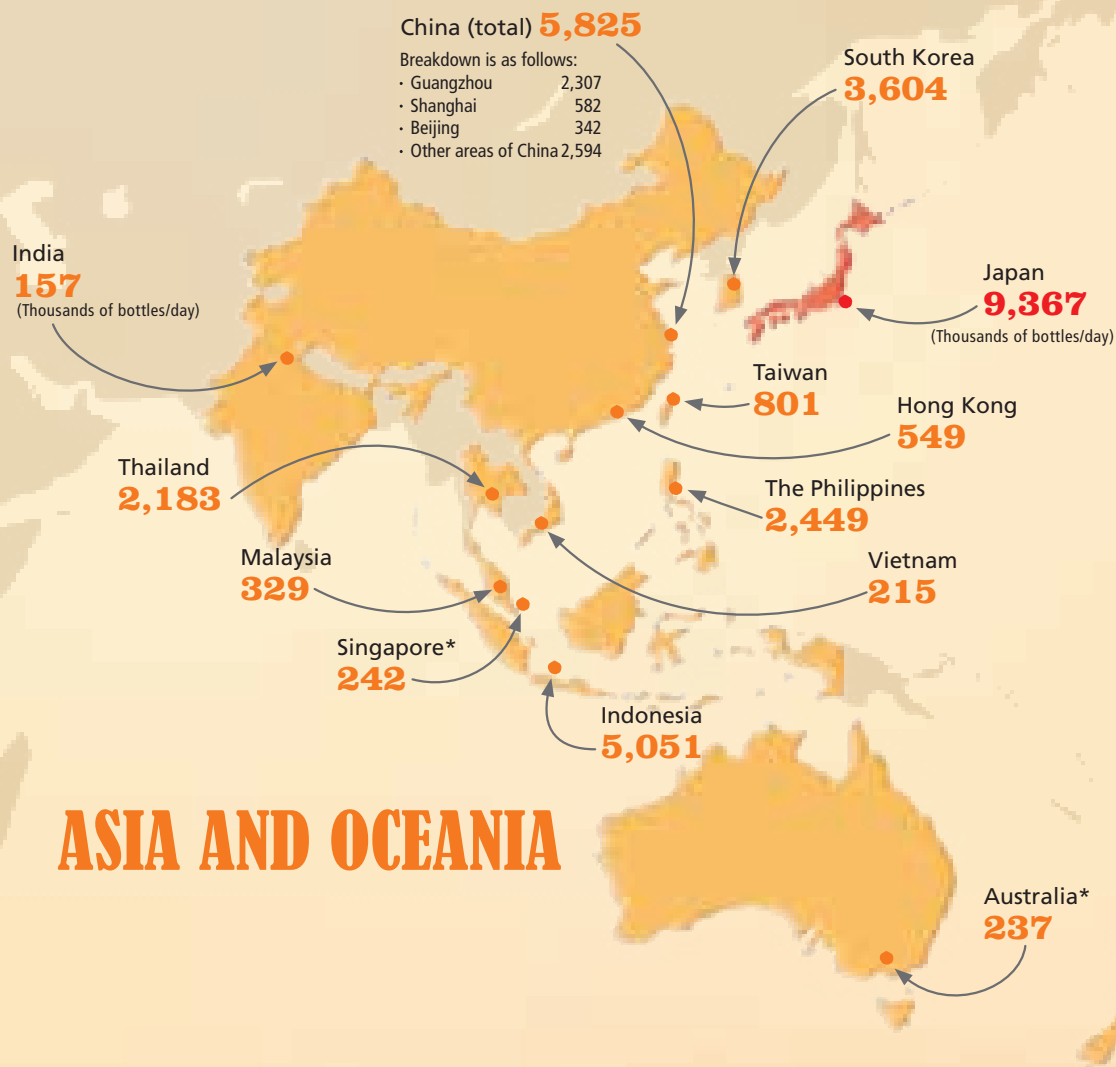 China (total) 5,825
Breakdown is as follows:
· Guangzhou 2,307
· Shanghai 582
· Beijing 342
· Other areas of China 2,594
South Korea
3,604
India
157
(Thousands of bottles/day)
Japan
9,367
(Thousands of bottles/day)
Taiwan
801
Hong Kong
549
Thailand
2,183
The Philippines
2,449
Malaysia
329
Vietnam
215
Singapore*
242
Indonesia
5,051
ASIA AND OCEANIA
Australia*
237